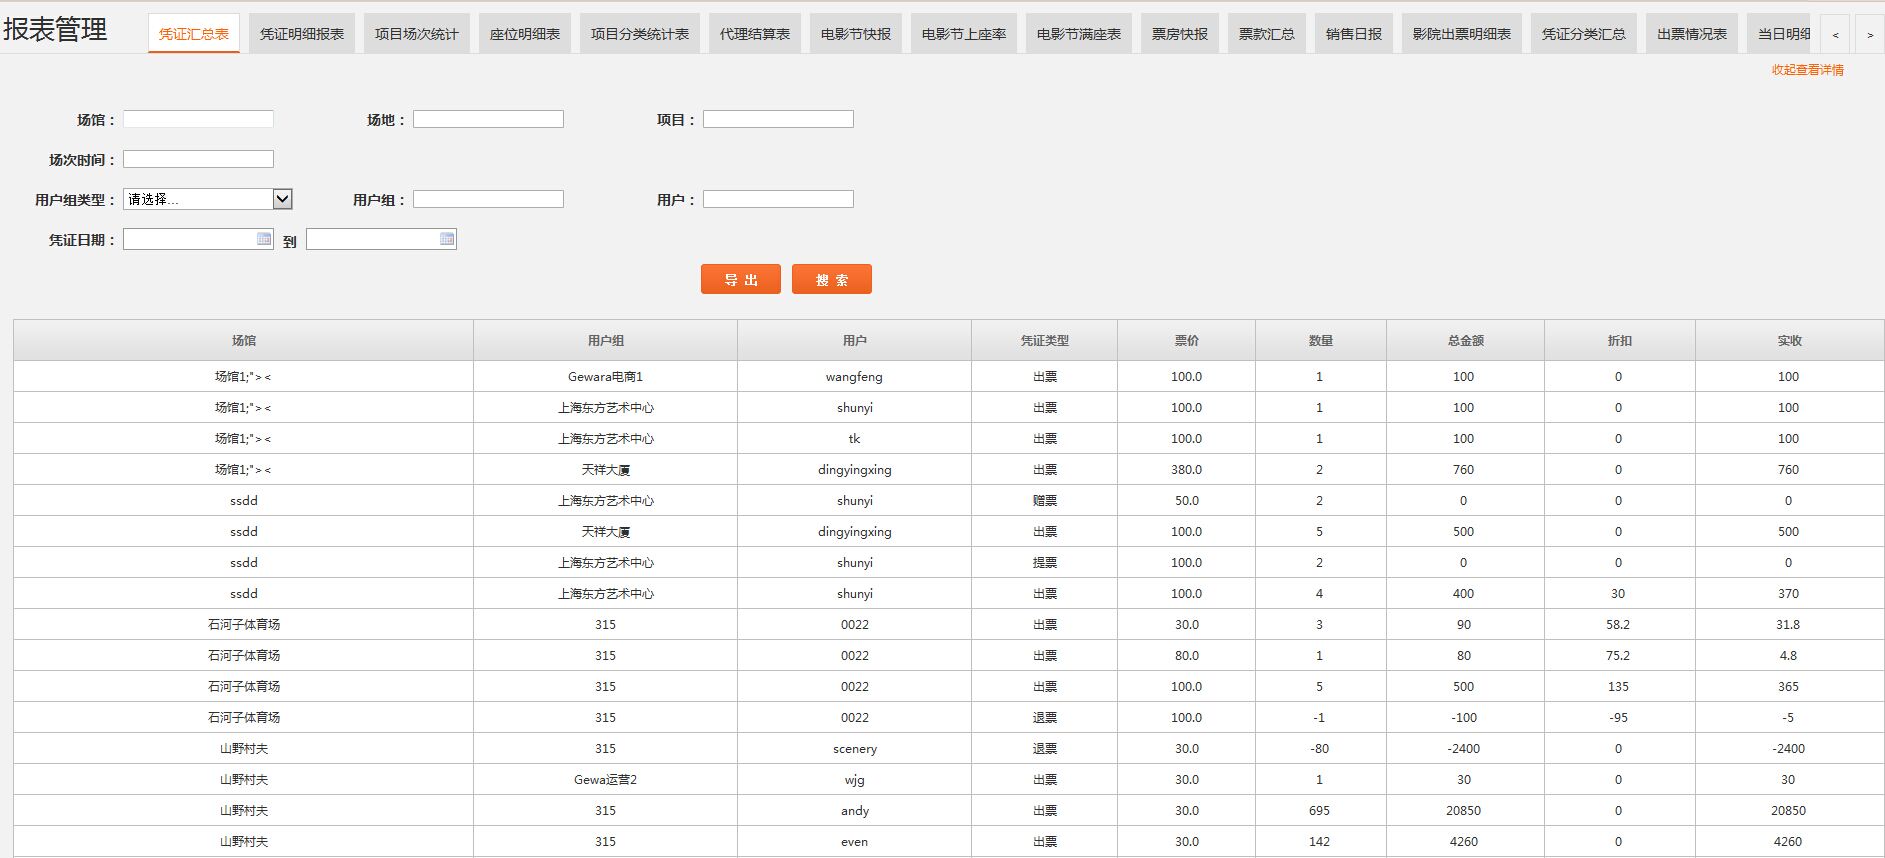 报表管理 凭证汇总表 凭证明细报表 项目场次统计 座位明细表 项目分类统计表 代理结算表 电影节快报 电影节上座率 电影节满座表 票房快报 票款汇总 销售日报 影院出票明细表 凭证分类汇总 出票情况表 当日明细 < >
收起查看详情
场馆： 场地： 项目：
场次时间：
用户组类型： 请选择... 用户组： 用户：
凭证日期： 到
导 出 搜 索
场馆 用户组 用户 凭证类型 票价 数量 总金额 折扣 实收
场馆1;">< Gewara电商1 wangfeng 出票 100.0 1 100 0 100
场馆1;">< 上海东方艺术中心 shunyi 出票 100.0 1 100 0 100
场馆1;">< 上海东方艺术中心 tk 出票 100.0 1 100 0 100
场馆1;">< 天祥大厦 dingyingxing 出票 380.0 2 760 0 760
ssdd 上海东方艺术中心 shunyi 赠票 50.0 2 0 0 0
ssdd 天祥大厦 dingyingxing 出票 100.0 5 500 0 500
ssdd 上海东方艺术中心 shunyi 提票 100.0 2 0 0 0
ssdd 上海东方艺术中心 shunyi 出票 100.0 4 400 30 370
石河子体育场 315 0022 出票 30.0 3 90 58.2 31.8
石河子体育场 315 0022 出票 80.0 1 80 75.2 4.8
石河子体育场 315 0022 出票 100.0 5 500 135 365
石河子体育场 315 0022 退票 100.0 -1 -100 -95 -5
山野村夫 315 scenery 退票 30.0 -80 -2400 0 -2400
山野村夫 Gewa运营2 wjg 出票 30.0 1 30 0 30
山野村夫 315 andy 出票 30.0 695 20850 0 20850
山野村夫 315 even 出票 30.0 142 4260 0 4260